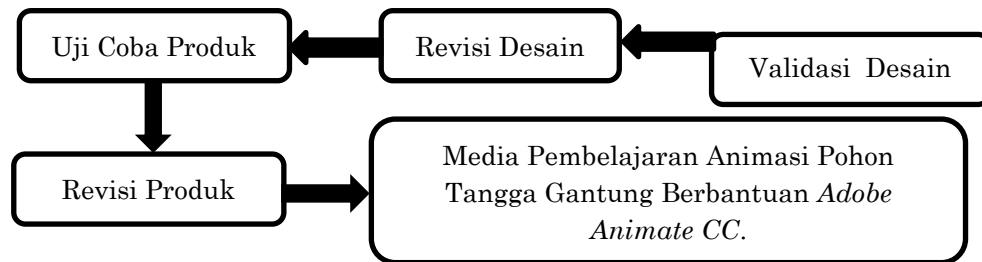 Uji Coba Produk
Revisi Desain
Validasi Desain
Revisi Produk
Media Pembelajaran Animasi Pohon
Tangga Gantung Berbantuan Adobe
Animate CC.